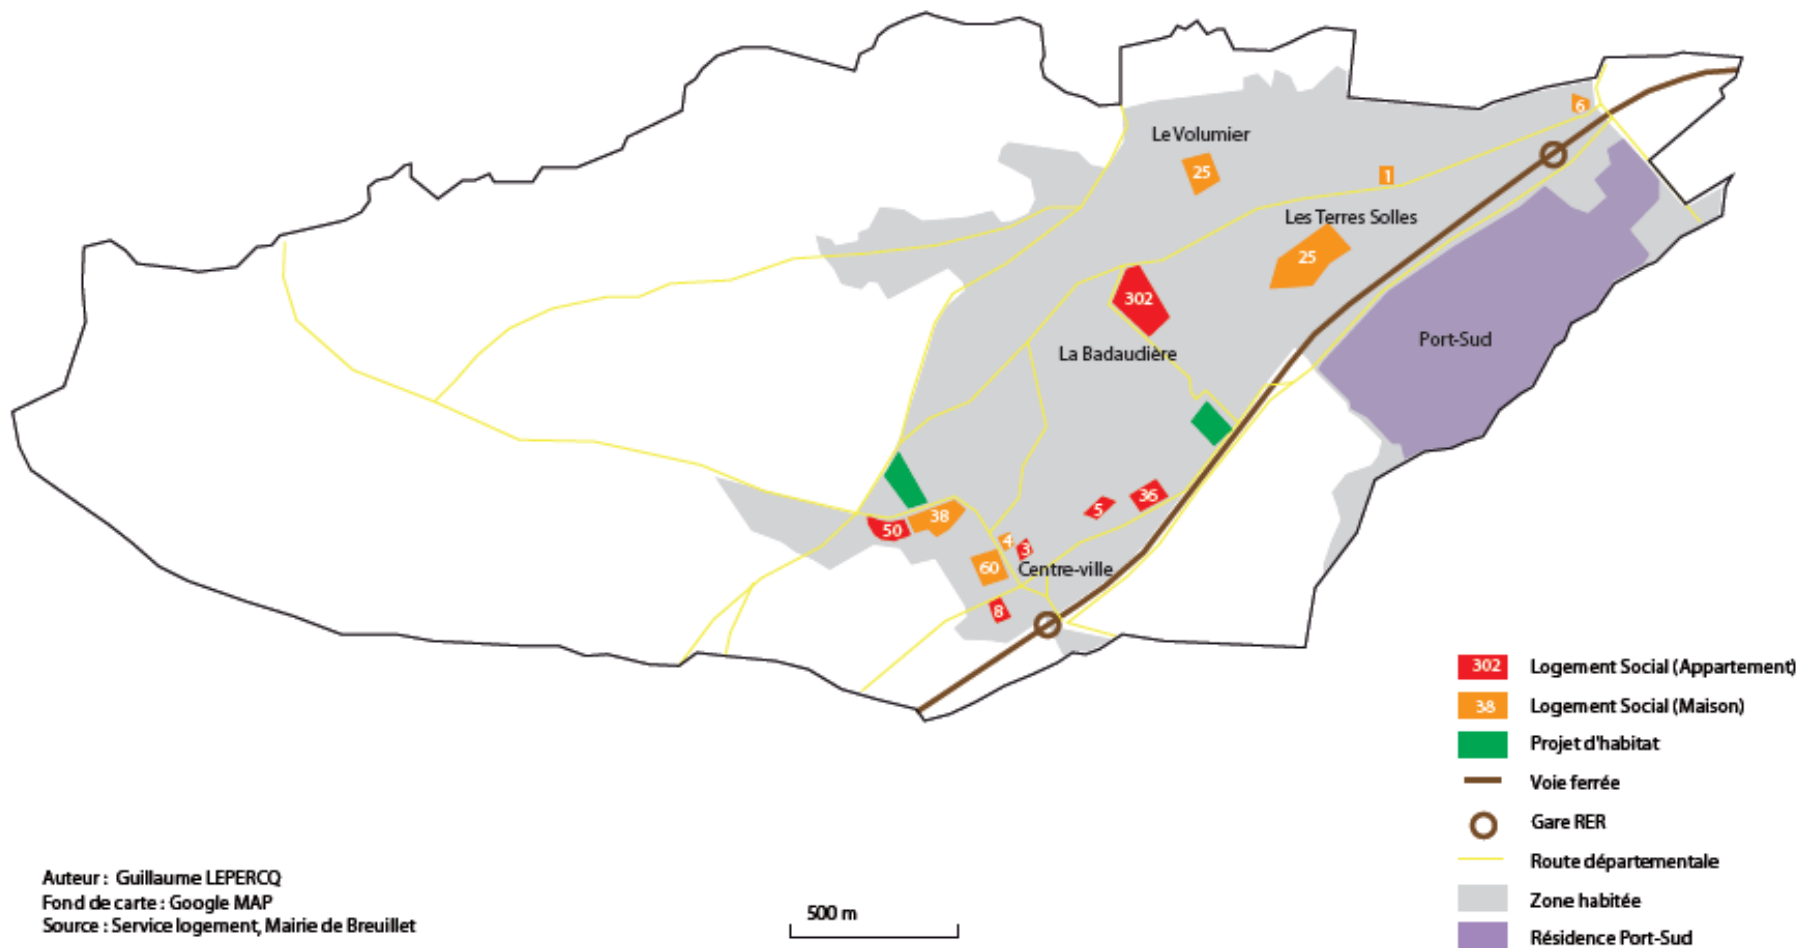 6
Le Volumier
25
1
Les Terres Solles
25
302
Port-Sud
La Badaudière
36
5
38
50
4
3
60
Centre-ville
8
302 Logement Social (Appartement)
38 Logement Social (Maison)
Projet d'habitat
Voie ferrée
Gare RER
Route départementale
Zone habitée
Résidence Port-Sud
Auteur : Guillaume LEPERCQ
Fond de carte : Google MAP
Source : Service logement, Mairie de Breuillet
500 m